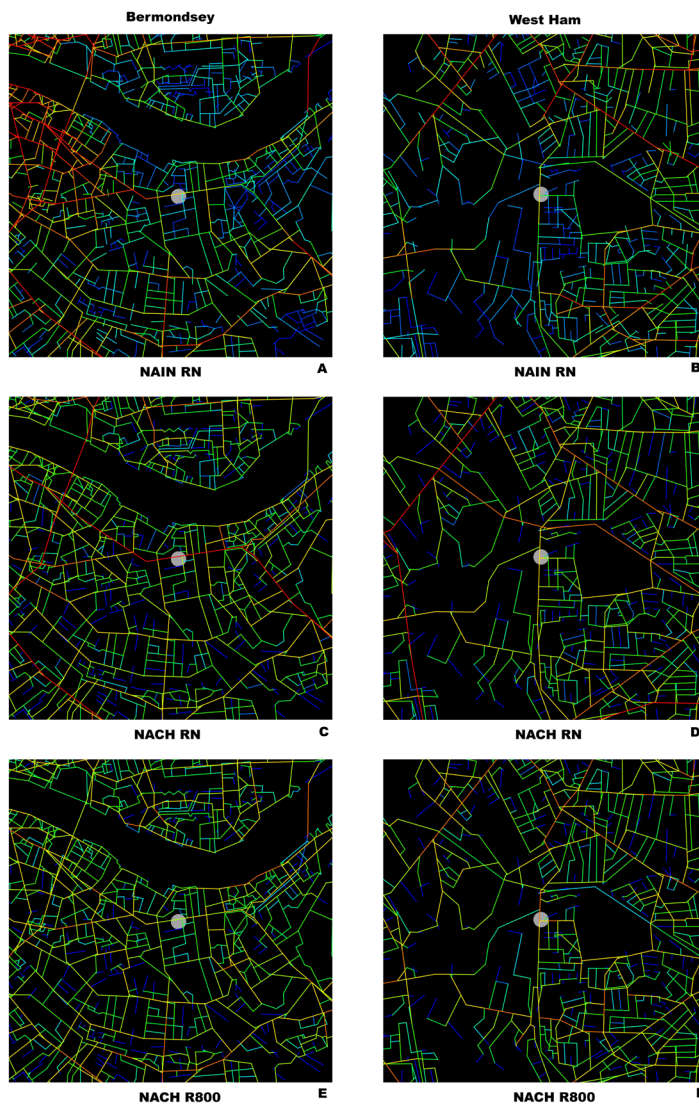 Bermondsey
West Ham
NAIN RN
A
NAIN RN
B
NACH RN
C
NACH RN
D
NACH R800
E
NACH R800